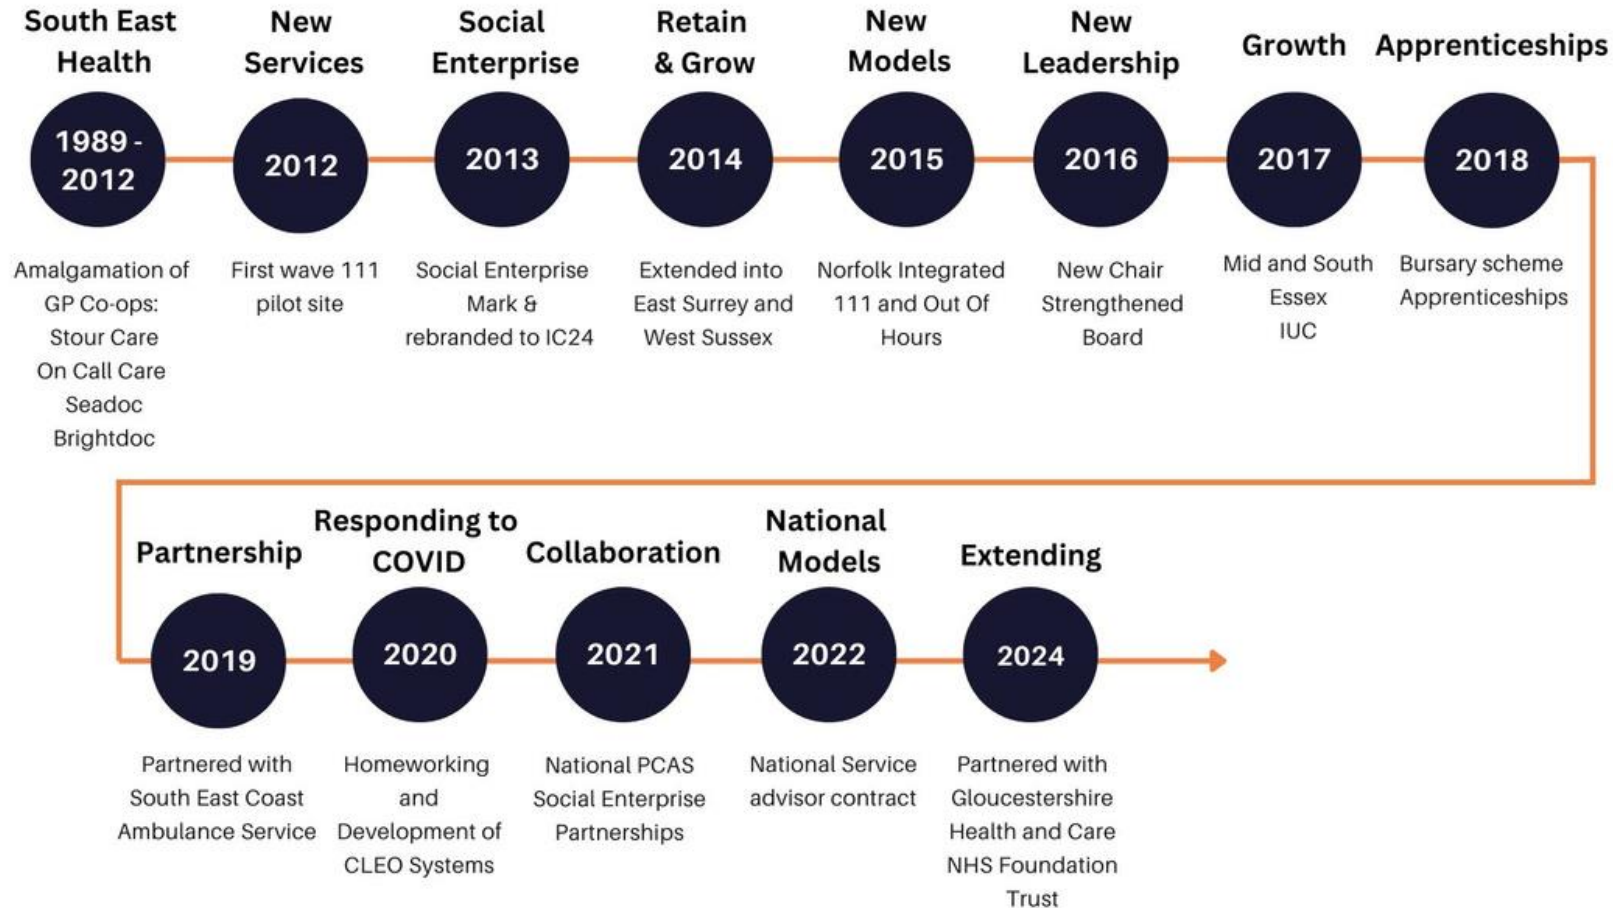 South East
Health
1989 -
2012
Amalgamation of
GP Co-ops:
Stour Care
On Call Care
Seadoc
Brightdoc
New
Services
2012
First wave 111
pilot site
Social
Enterprise
2013
Social Enterprise
Mark &
rebranded to IC24
Retain
& Grow
2014
Extended into
East Surrey and
West Sussex
New
Models
2015
Norfolk Integrated
111 and Out Of
Hours
New
Leadership
2016
New Chair
Strengthened
Board
Growth
2017
Mid and South
Essex
IUC
Apprenticeships
2018
Bursary scheme
Apprenticeships
Partnership
2019
Partnered with
South East Coast
Ambulance Service
Responding to
COVID
2020
Homeworking
and
Development of
CLEO Systems
Collaboration
2021
National PCAS
Social Enterprise
Partnerships
National
Models
2022
National Service
advisor contract
Extending
2024
Partnered with
Gloucestershire
Health and Care
NHS Foundation
Trust